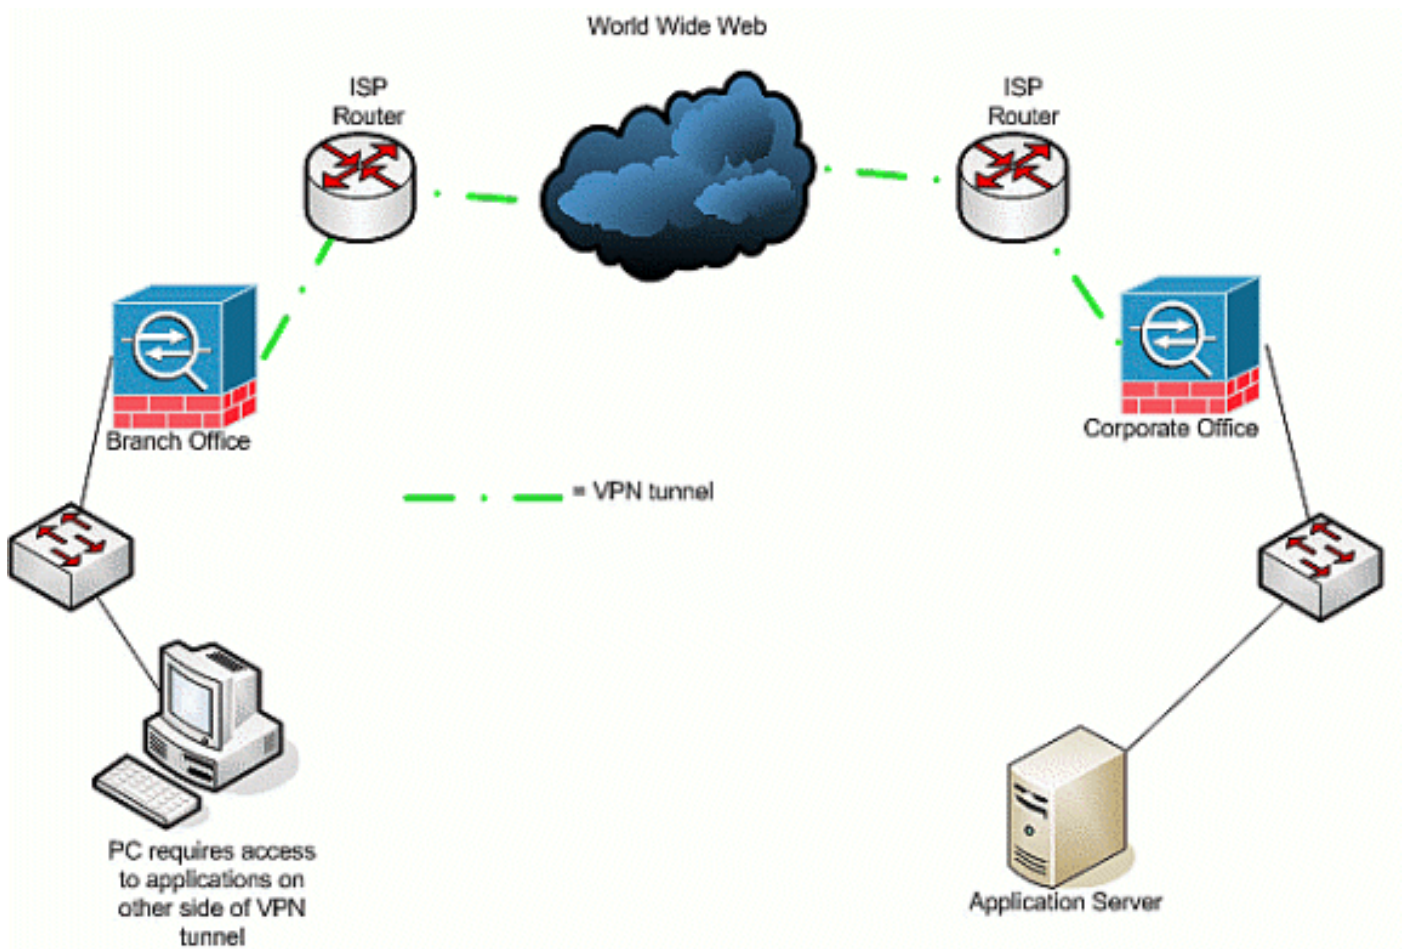 World Wide Web
ISP
Router
ISP
Router
Branch Office
Corporate Office
= VPN tunnel
PC requires access
to applications on
other side of VPN
tunnel
Application Server